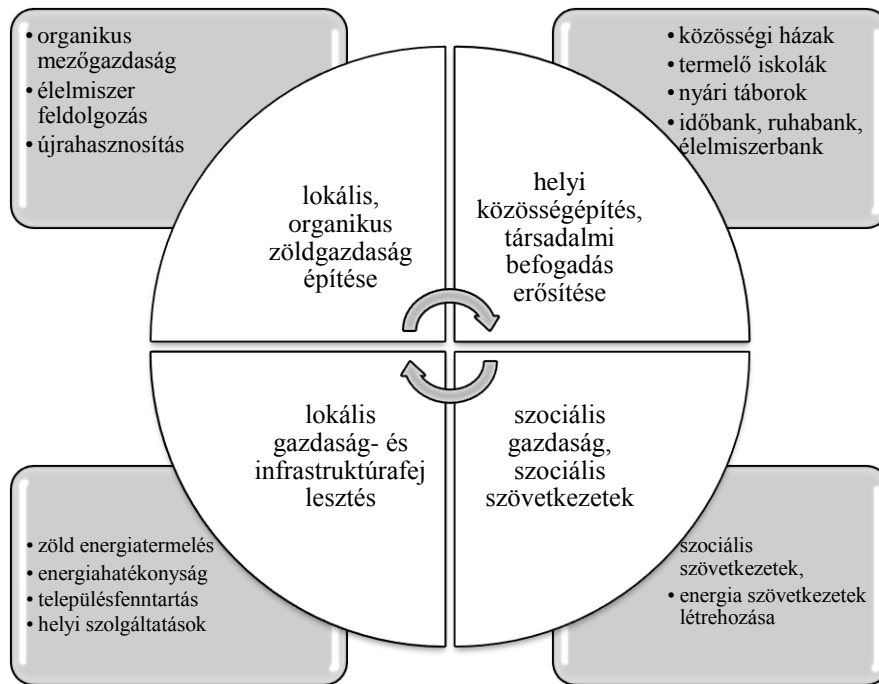 • organikus
mezőgazdaság
• élelmiszer
feldolgozás
• újrahasznosítás
• közösségi házak
• termelő iskolák
• nyári táborok
• időbank, ruhabank,
élelmiszerbank
lokális,
organikus
zöldgazdaság
építése
helyi
közösségépítés,
társadalmi
befogadás
erősítése
lokális
gazdaság- és
infrastruktúrafej
lesztés
szociális
gazdaság,
szociális
szövetkezetek
• zöld energiatermelés
• energiahatékonyság
• településfenntartás
• helyi szolgáltatások
szociális
szövetkezetek,
• energia szövetkezetek
létrehozása